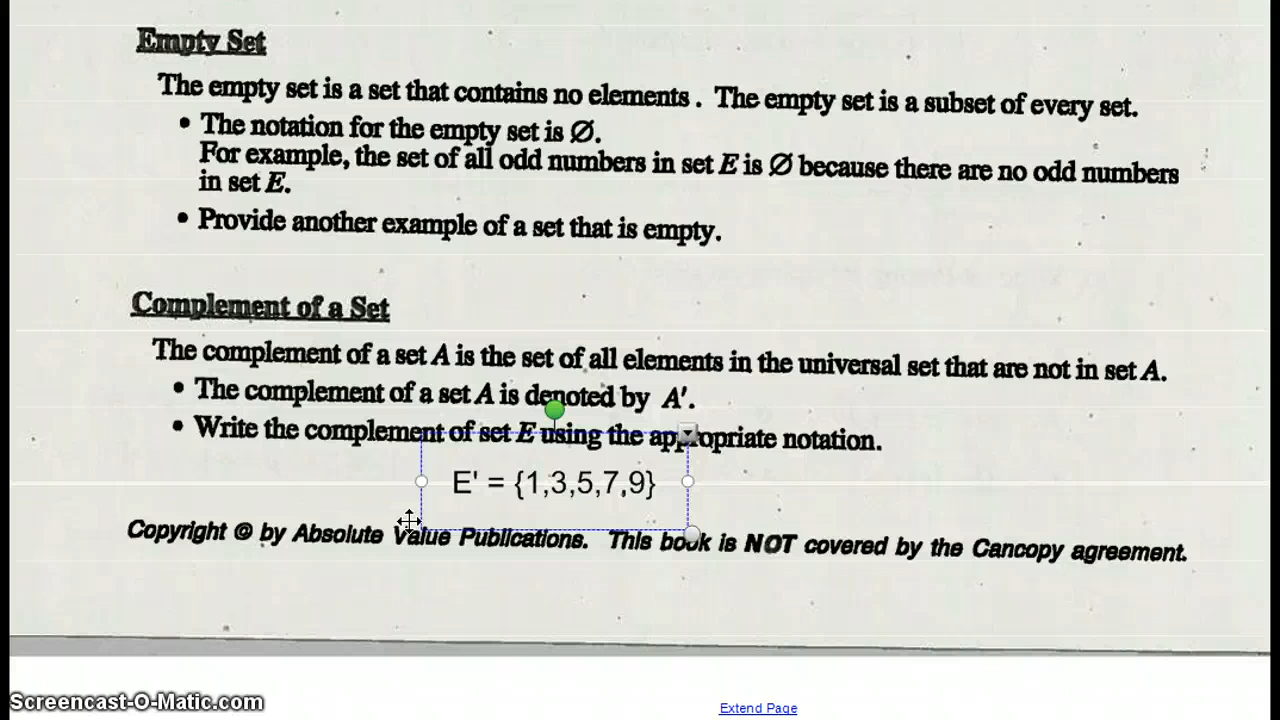 Empty Set
The empty set is a set that contains no elements. The empty set is a subset of every set.
• The notation for the empty set is Ø.
For example, the set of all odd numbers in set E is Ø because there are no odd numbers
in set E.
• Provide another example of a set that is empty.
Complement of a Set
The complement of a set A is the set of all elements in the universal set that are not in set A.
• The complement of a set A is denoted by A'.
• Write the complement of set E using the appropriate notation.
E' = {1,3,5,7,9}
Copyright @ by Absolute Value Publications. This book is NOT covered by the Cancopy agreement.
Screencast-O-Matic.com
Extend Page